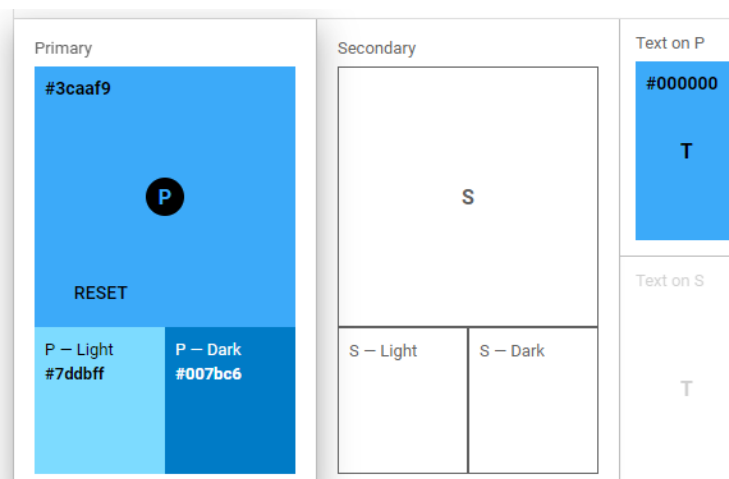 Primary
#3caaf9
P
RESET
P — Light
#7ddbff
P — Dark
#007bc6
Secondary
S
S — Light
S — Dark
Text on P
#000000
T
Text on S
T